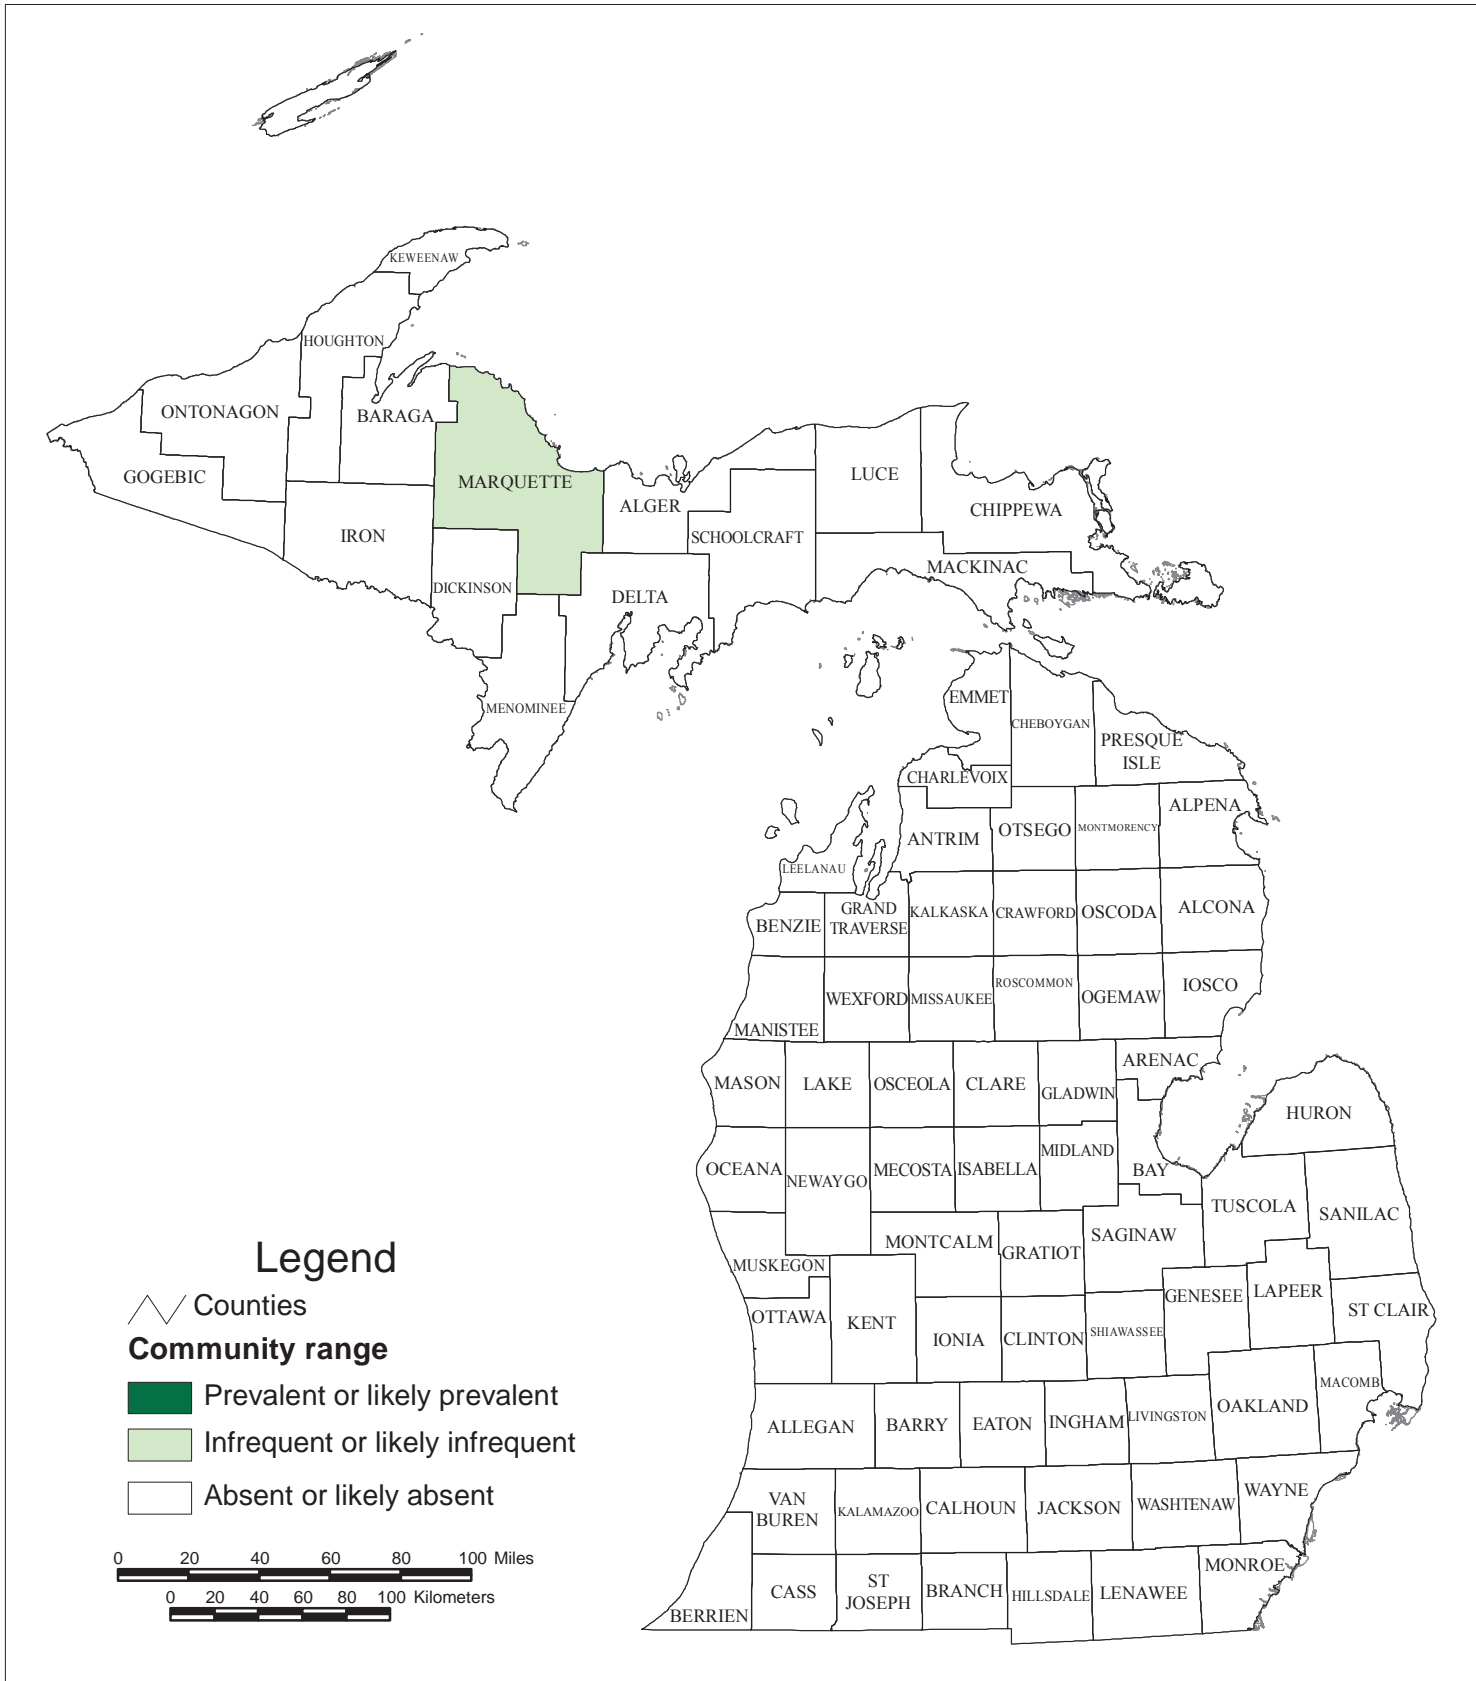 KEWEENAW
HOUGHTON
ONTONAGON
BARAGA
GOGEBIC
MARQUETTE
LUCE
ALGER
CHIPPEWA
IRON
SCHOOLCRAFT
MACKINAC
DICKINSON
DELTA
MENOMINEE
EMMET
CHEBOYGAN
PRESQUE
ISLE
CHARLEVOIX
ALPENA
ANTRIM
OTSEGO
MONTMORENCY
LEELANAU
BENZIE
GRAND
TRAVERSE
KALKASKA
CRAWFORD
OSCODA
ALCONA
MANISTEE
WEXFORD
MISSAUKEE
ROSCOMMON
OGEMAW
IOSCO
ARENAC
MASON
LAKE
OSCEOLA
CLARE
GLADWIN
HURON
OCEANA
NEWAYGO
MECOSTA
ISABELLA
MIDLAND
BAY
TUSCOLA
SANILAC
MUSKEGON
MONTCALM
GRATIOT
SAGINAW
GENESEE
LAPEER
ST CLAIR
OTTAWA
KENT
IONIA
CLINTON
SHIAWASSEE
ALLEGAN
BARRY
EATON
INGHAM
LIVINGSTON
OAKLAND
MACOMB
VAN
BUREN
KALAMAZOO
CALHOUN
JACKSON
WASHTENAW
WAYNE
BERRIEN
CASS
ST
JOSEPH
BRANCH
HILLSDALE
LENAWEE
MONROE
Legend
Counties
Community range
Prevalent or likely prevalent
Infrequent or likely infrequent
Absent or likely absent
0 20 40 60 80 100 Miles
0 20 40 60 80 100 Kilometers